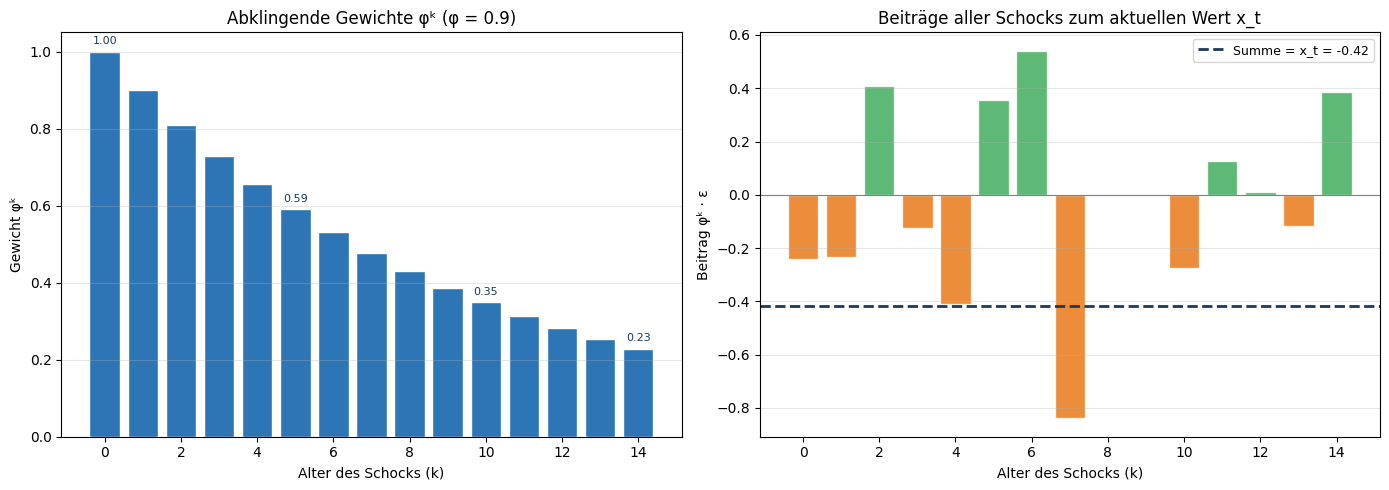 Abklingende Gewichte φᵏ (φ = 0.9)
Gewicht φᵏ
1.0
0.8
0.6
0.4
0.2
0.0
1.00
0.59
0.35
0.23
0 2 4 6 8 10 12 14
Alter des Schocks (k)
Beiträge aller Schocks zum aktuellen Wert x_t
Beitrag φᵏ · ε
0.6
0.4
0.2
0.0
−0.2
−0.4
−0.6
−0.8
Summe = x_t = -0.42
0 2 4 6 8 10 12 14
Alter des Schocks (k)